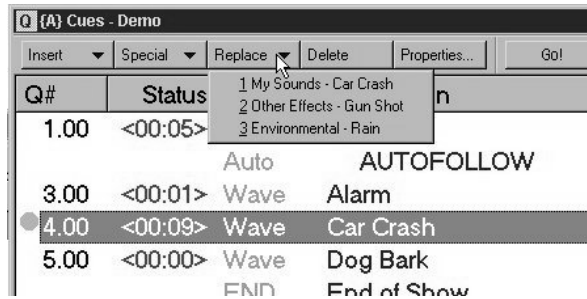 Q {A} Cues - Demo
Insert Special Replace Delete Properties... Go!
1 My Sounds - Car Crash
2 Other Effects - Gun Shot
3 Environmental - Rain
Q# Status n
1.00 <00:05>
Auto AUTOFOLLOW
3.00 <00:01> Wave Alarm
4.00 <00:09> Wave Car Crash
5.00 <00:00> Wave Dog Bark
END End of Show